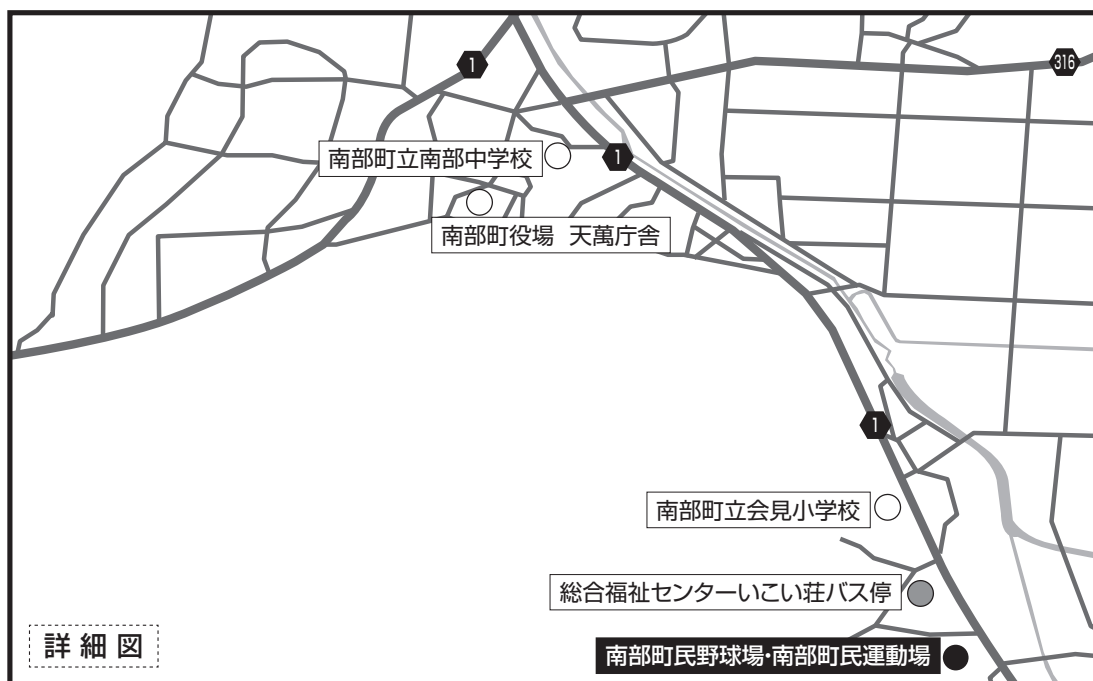 1
316
南部町立南部中学校
1
南部町役場 天萬庁舎
1
南部町立会見小学校
総合福祉センターいこい荘バス停
詳細図
南部町民野球場・南部町民運動場